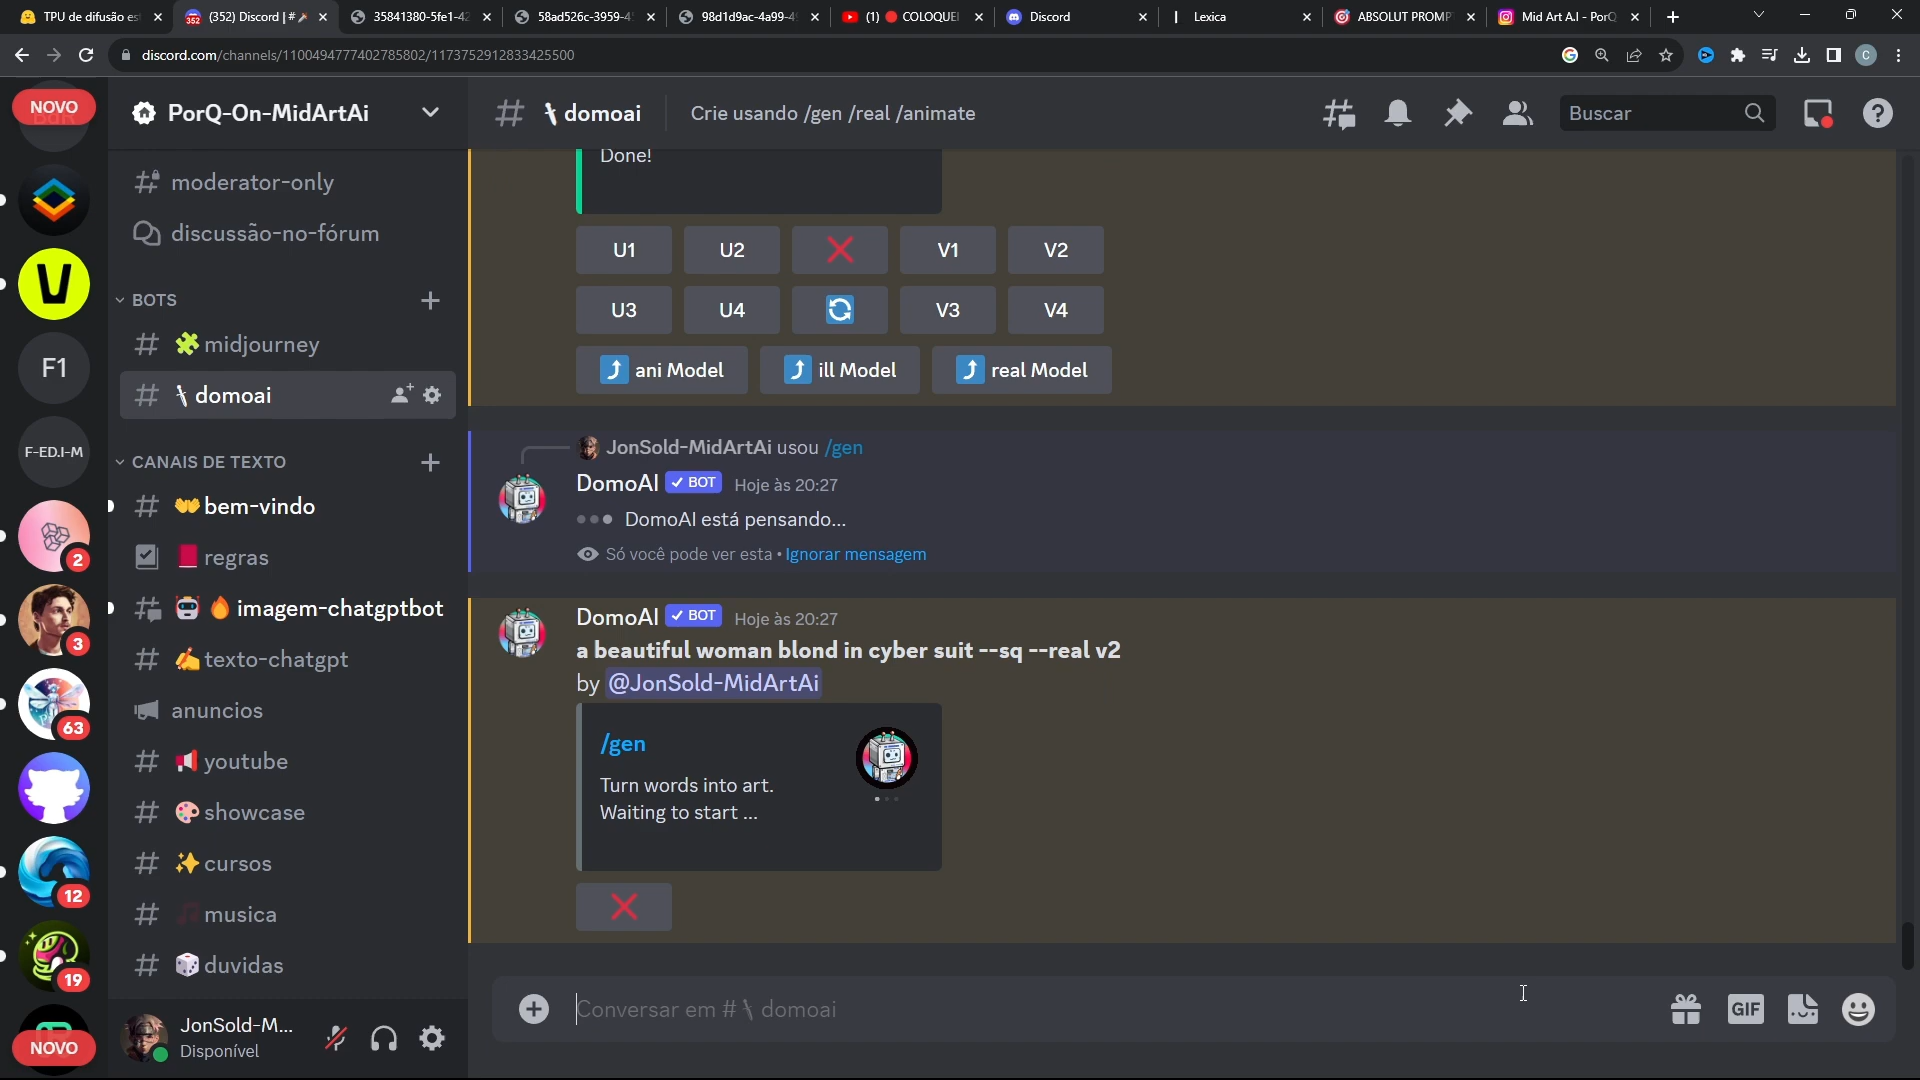 TPU de difusão es
(352) Discord | #
35841380-5fe1-42
58ad526c-3959-4
98d1d9ac-4a99-4
(1) COLOQUE
Discord
Lexica
ABSOLUT PROMP
Mid Art A.I - PorQ
discord.com/channels/1100494777402785802/1173752912833425500
C
NOVO
PorQ-On-MidArtAi
domoai
Crie usando /gen /real /animate
Buscar
moderator-only
discussão-no-fórum
BOTS
midjourney
domoai
CANAIS DE TEXTO
bem-vindo
regras
imagem-chatgptbot
texto-chatgpt
anuncios
youtube
showcase
cursos
musica
duvidas
F1
F-ED.I-M
2
3
63
12
19
NOVO
JonSold-M...
Disponível
Done!
U1
U2
V1
V2
U3
U4
V3
V4
ani Model
ill Model
real Model
JonSold-MidArtAi usou /gen
DomoAI BOT Hoje às 20:27
DomoAI está pensando...
Só você pode ver esta • Ignorar mensagem
DomoAI BOT Hoje às 20:27
a beautiful woman blond in cyber suit --sq --real v2
by @JonSold-MidArtAi
/gen
Turn words into art.
Waiting to start ...
Conversar em # domoai
GIF